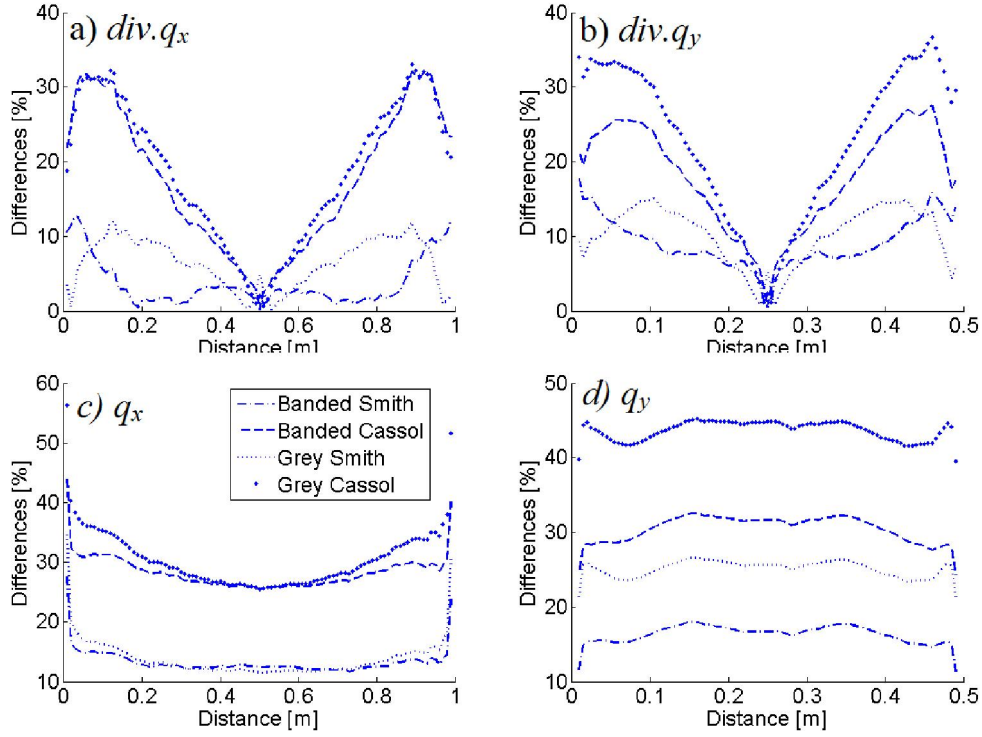 a) div.qx
Differences [%]
40
30
20
10
0
0 0.2 0.4 0.6 0.8 1
Distance [m]
b) div.qy
Differences [%]
40
30
20
10
0
0 0.1 0.2 0.3 0.4 0.5
Distance [m]
c) qx
Differences [%]
60
50
40
30
20
10
Banded Smith
Banded Cassol
Grey Smith
Grey Cassol
0 0.2 0.4 0.6 0.8 1
Distance [m]
d) qy
Differences [%]
50
40
30
20
10
0 0.1 0.2 0.3 0.4 0.5
Distance [m]